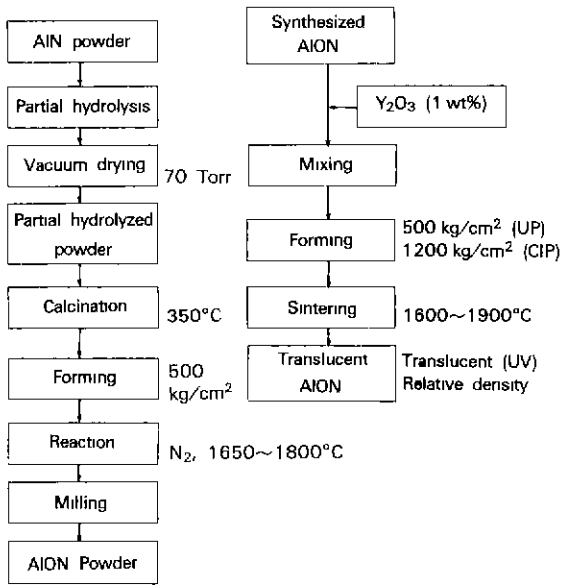 AlN powder
Partial hydrolysis
Vacuum drying
70 Torr
Partial hydrolyzed
powder
Calcination
350°C
Forming
500
kg/cm²
Reaction
N₂, 1650~1800°C
Milling
AlON Powder
Synthesized
AlON
Y₂O₃ (1 wt%)
Mixing
Forming
500 kg/cm² (UP)
1200 kg/cm² (CIP)
Sintering
1600~1900°C
Translucent
AlON
Translucent (UV)
Relative density